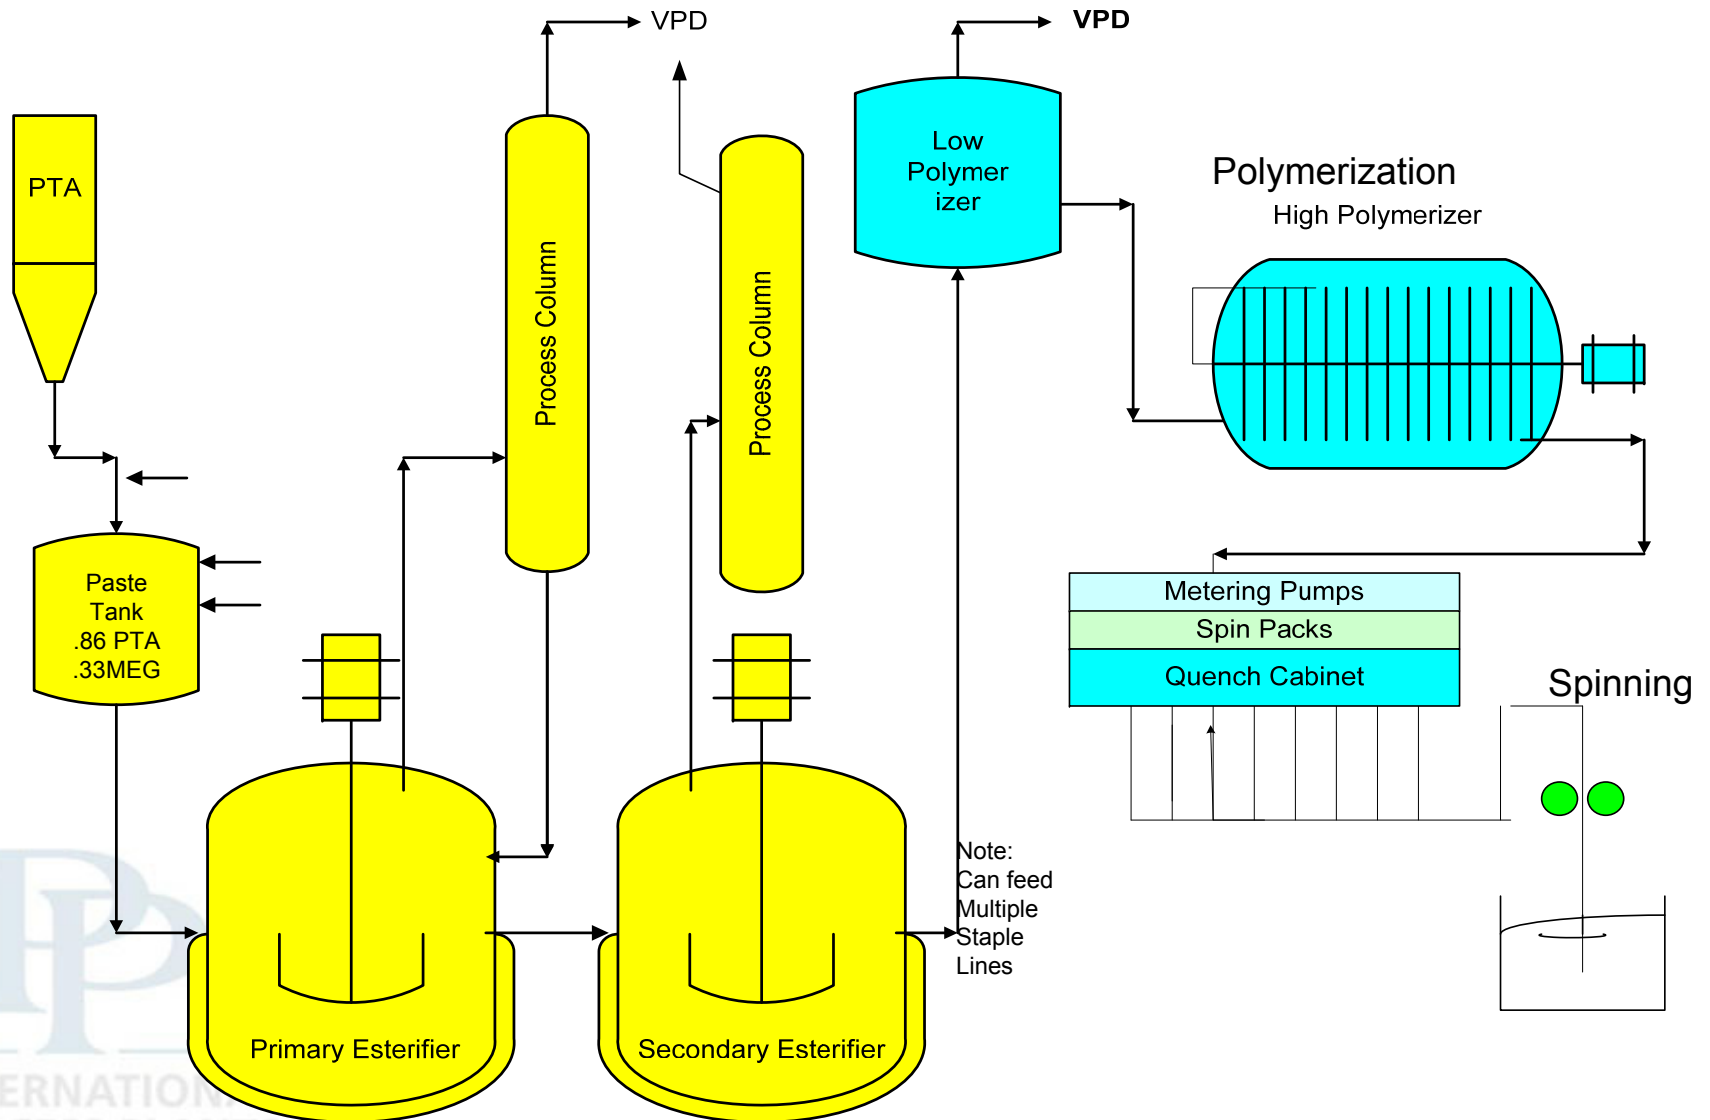 VPD
VPD
PTA
Low
Polymer
izer
Polymerization
High Polymerizer
Process Column
Process Column
Paste
Tank
.86 PTA
.33MEG
Metering Pumps
Spin Packs
Quench Cabinet
Spinning
Note:
Can feed
Multiple
Staple
Lines
Primary Esterifier
Secondary Esterifier
PP